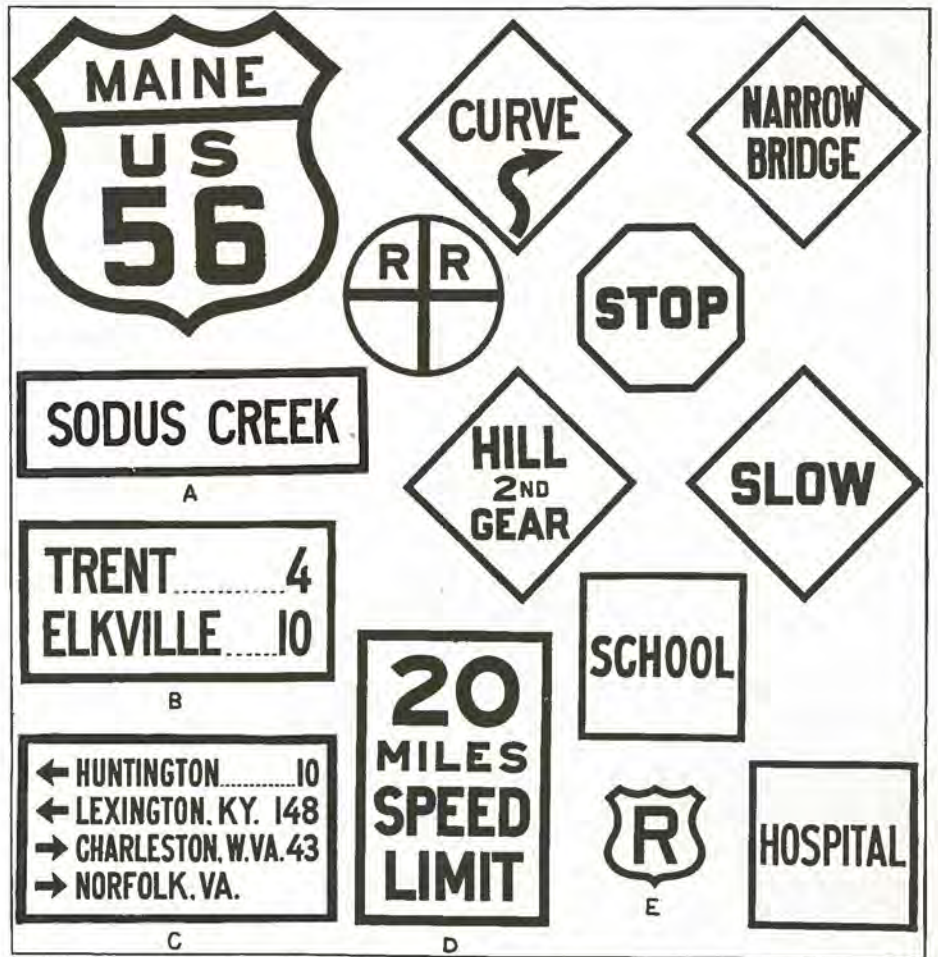 MAINE
US
56
CURVE
NARROW
BRIDGE
R R
STOP
SODUS CREEK
A
HILL
2ND
GEAR
SLOW
TRENT..........4
ELKVILLE.....10
B
20
MILES
SPEED
LIMIT
D
SCHOOL
← HUNTINGTON.........10
← LEXINGTON, KY. 148
→ CHARLESTON, W.VA. 43
→ NORFOLK, VA.
C
R
E
HOSPITAL